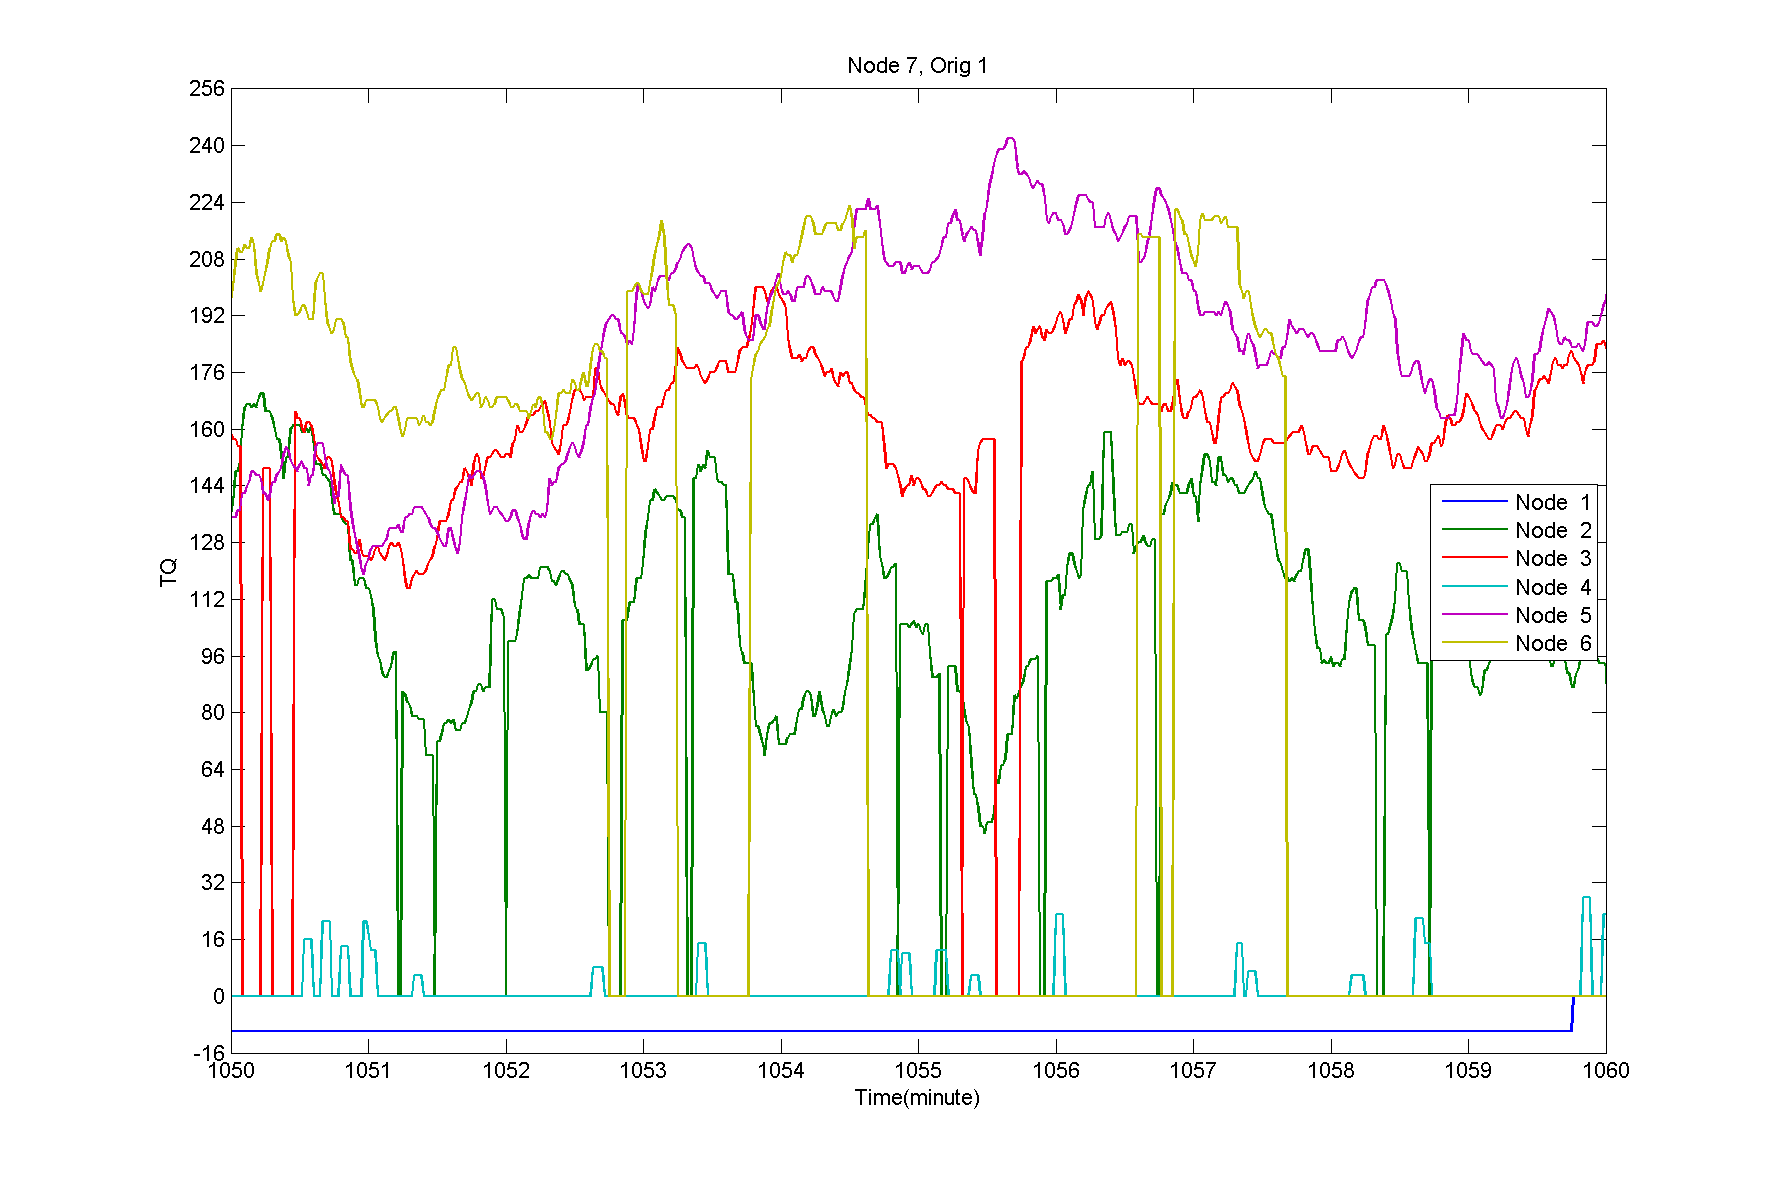 Node 7, Orig 1
256
240
224
208
192
176
160
144
128
112
96
80
64
48
32
16
0
-16
TQ
Node 1
Node 2
Node 3
Node 4
Node 5
Node 6
1050 1051 1052 1053 1054 1055 1056 1057 1058 1059 1060
Time(minute)